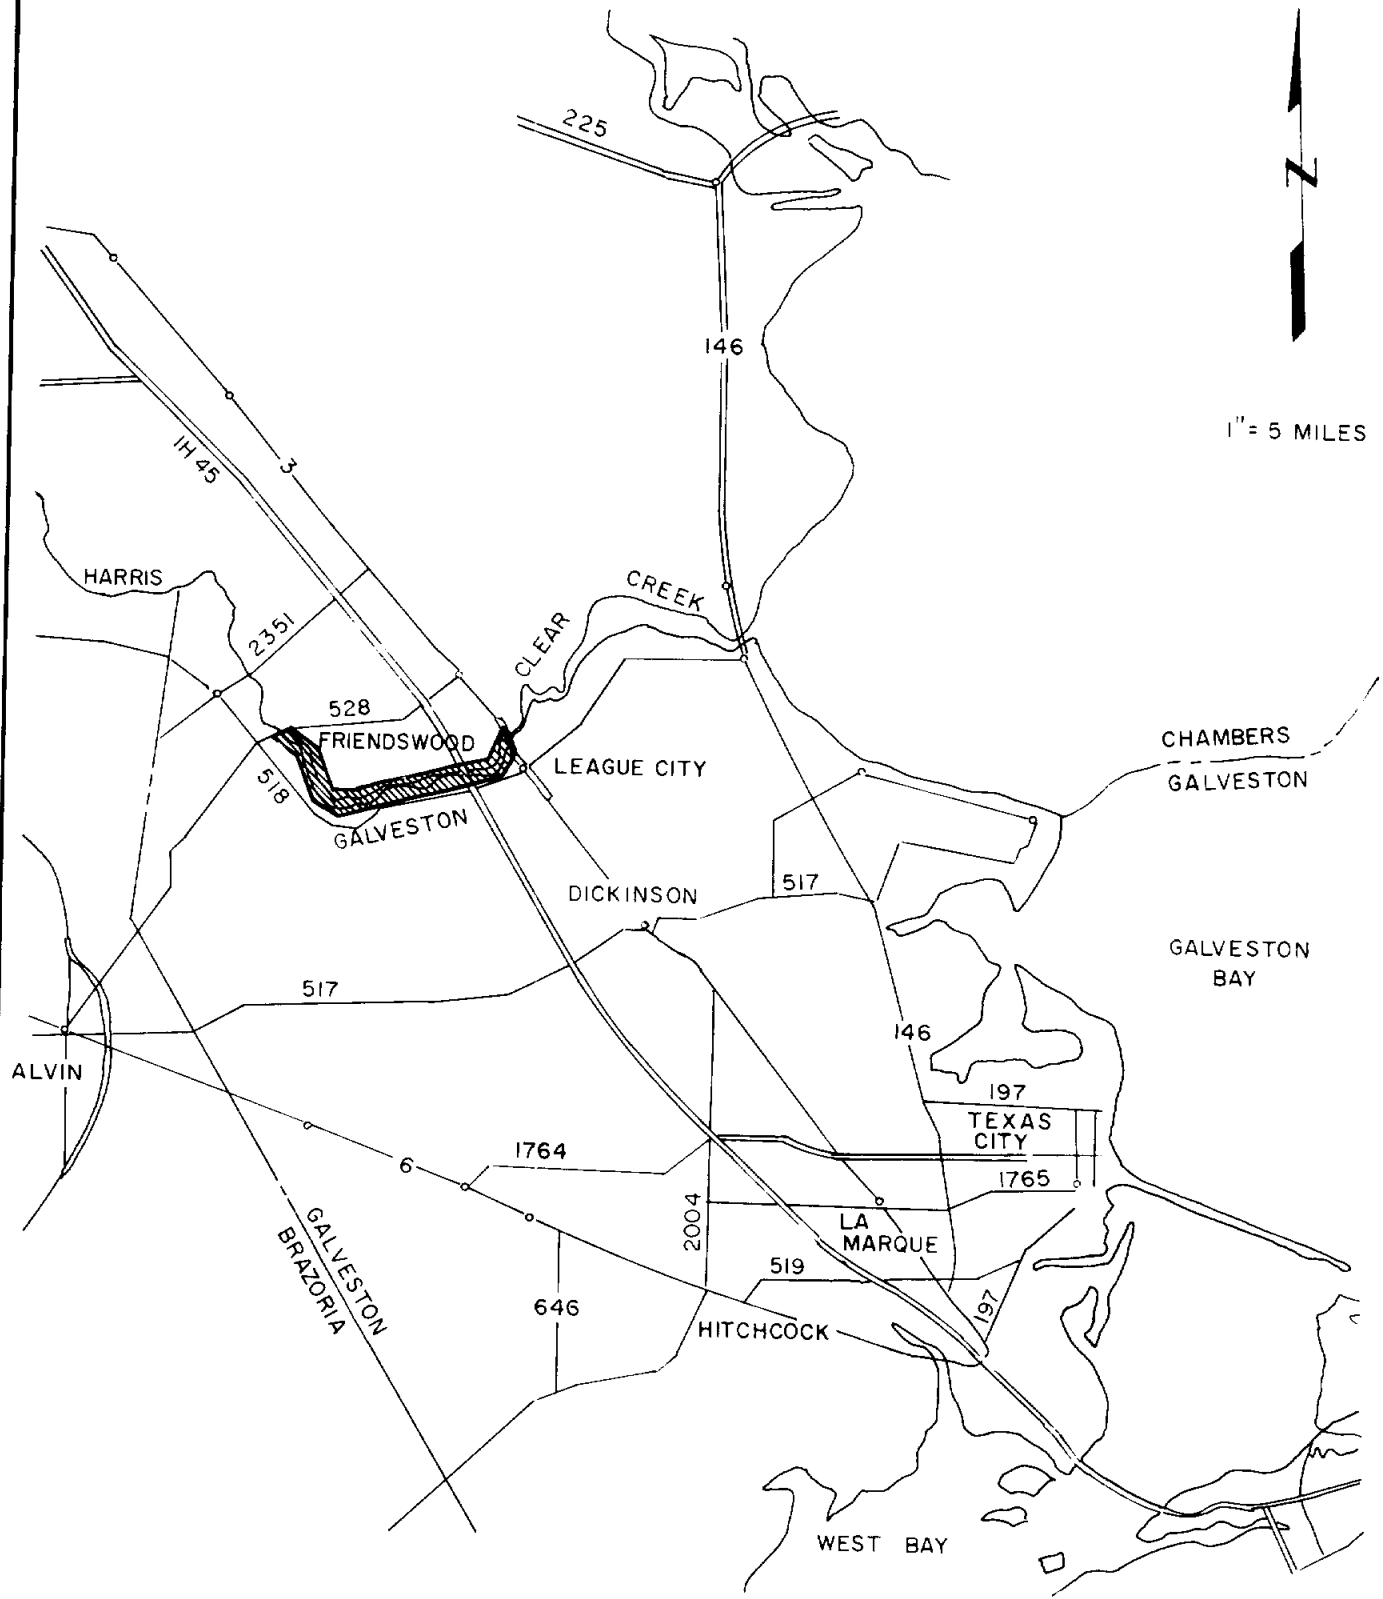 225
N
146
1" = 5 MILES
3
IH 45
HARRIS
2351
CLEAR
CREEK
528
FRIENDSWOOD
LEAGUE CITY
518
GALVESTON
CHAMBERS
GALVESTON
DICKINSON
517
GALVESTON
BAY
517
146
ALVIN
197
TEXAS
CITY
1764
6
1765
2004
LA
MARQUE
GALVESTON
BRAZORIA
519
646
197
HITCHCOCK
WEST BAY